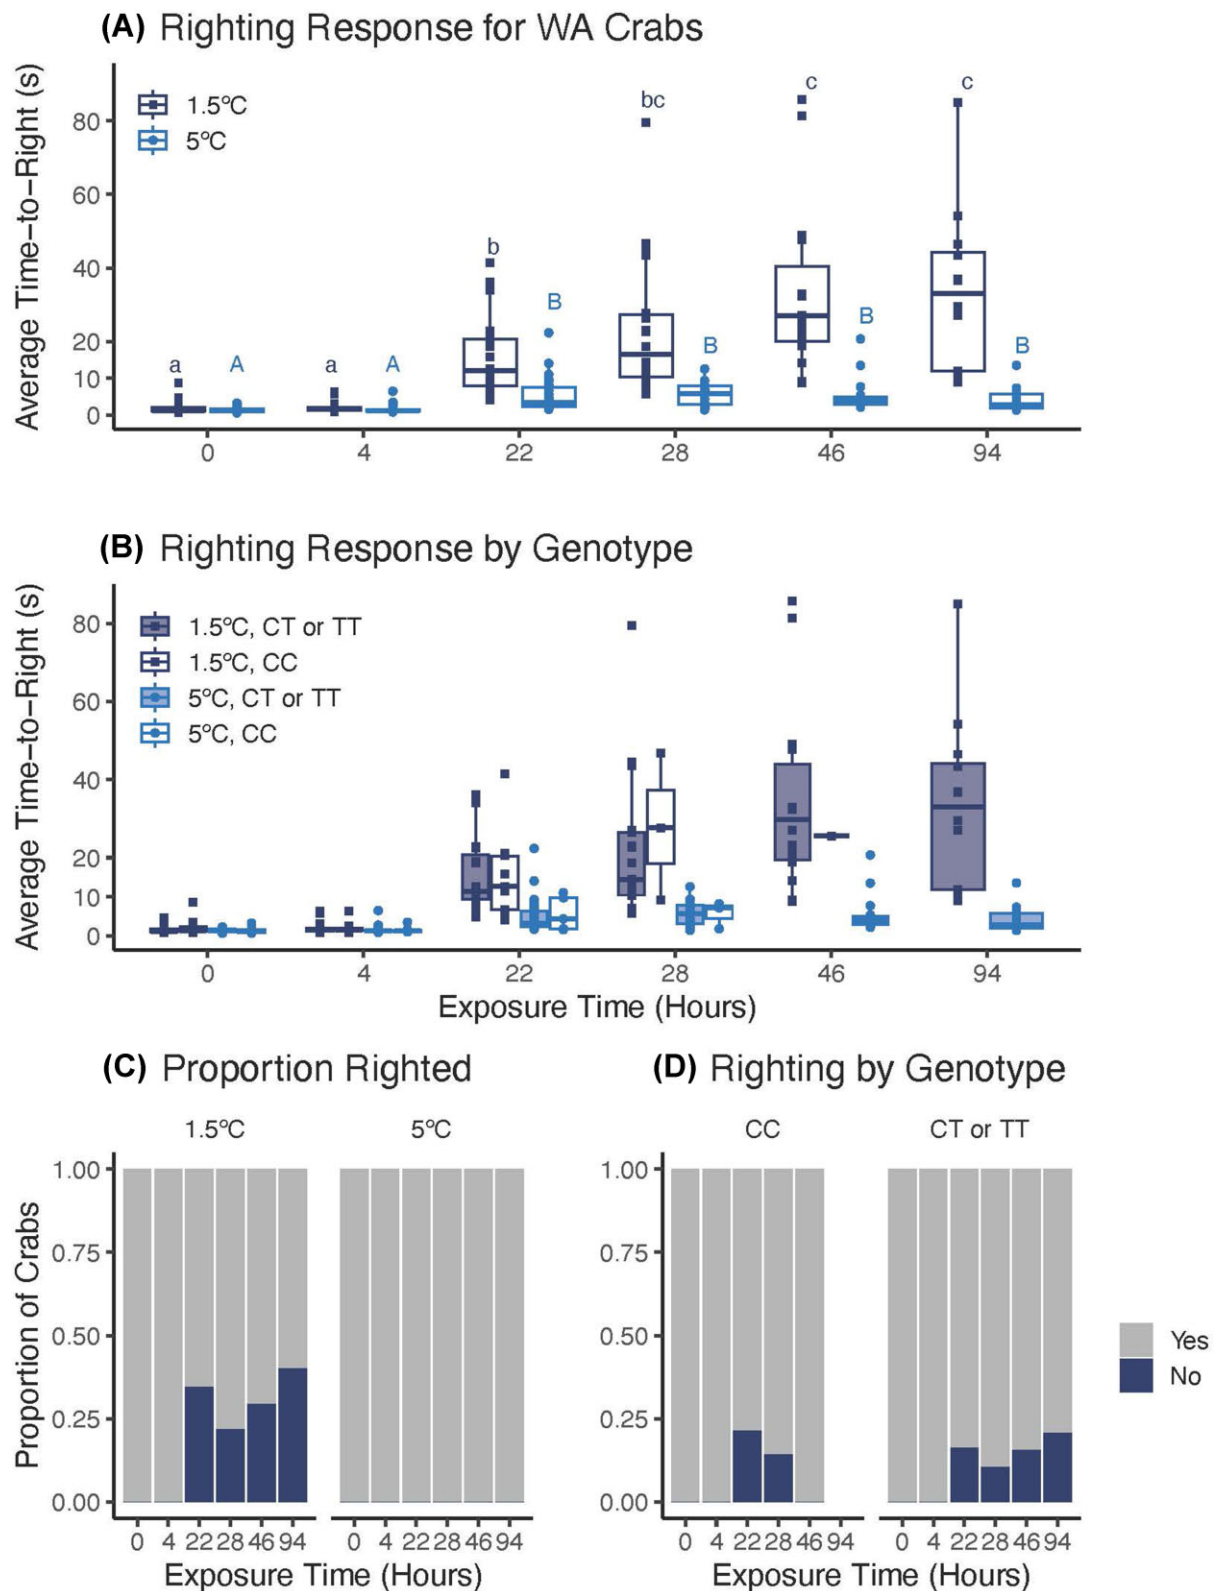 (A) Righting Response for WA Crabs
Average Time-to-Right (s)
1.5°C
5°C
80
60
40
20
10
0
a
A
a
A
b
B
bc
B
c
B
c
B
0 4 22 28 46 94
(B) Righting Response by Genotype
Average Time-to-Right (s)
1.5°C, CT or TT
1.5°C, CC
5°C, CT or TT
5°C, CC
80
60
40
20
10
0
0 4 22 28 46 94
Exposure Time (Hours)
(C) Proportion Righted
1.5°C 5°C
Proportion of Crabs
1.00
0.75
0.50
0.25
0.00
0 4 22 28 46 94 0 4 22 28 46 94
Exposure Time (Hours)
(D) Righting by Genotype
CC CT or TT
1.00
0.75
0.50
0.25
0.00
0 4 22 28 46 94 0 4 22 28 46 94
Exposure Time (Hours)
Yes
No